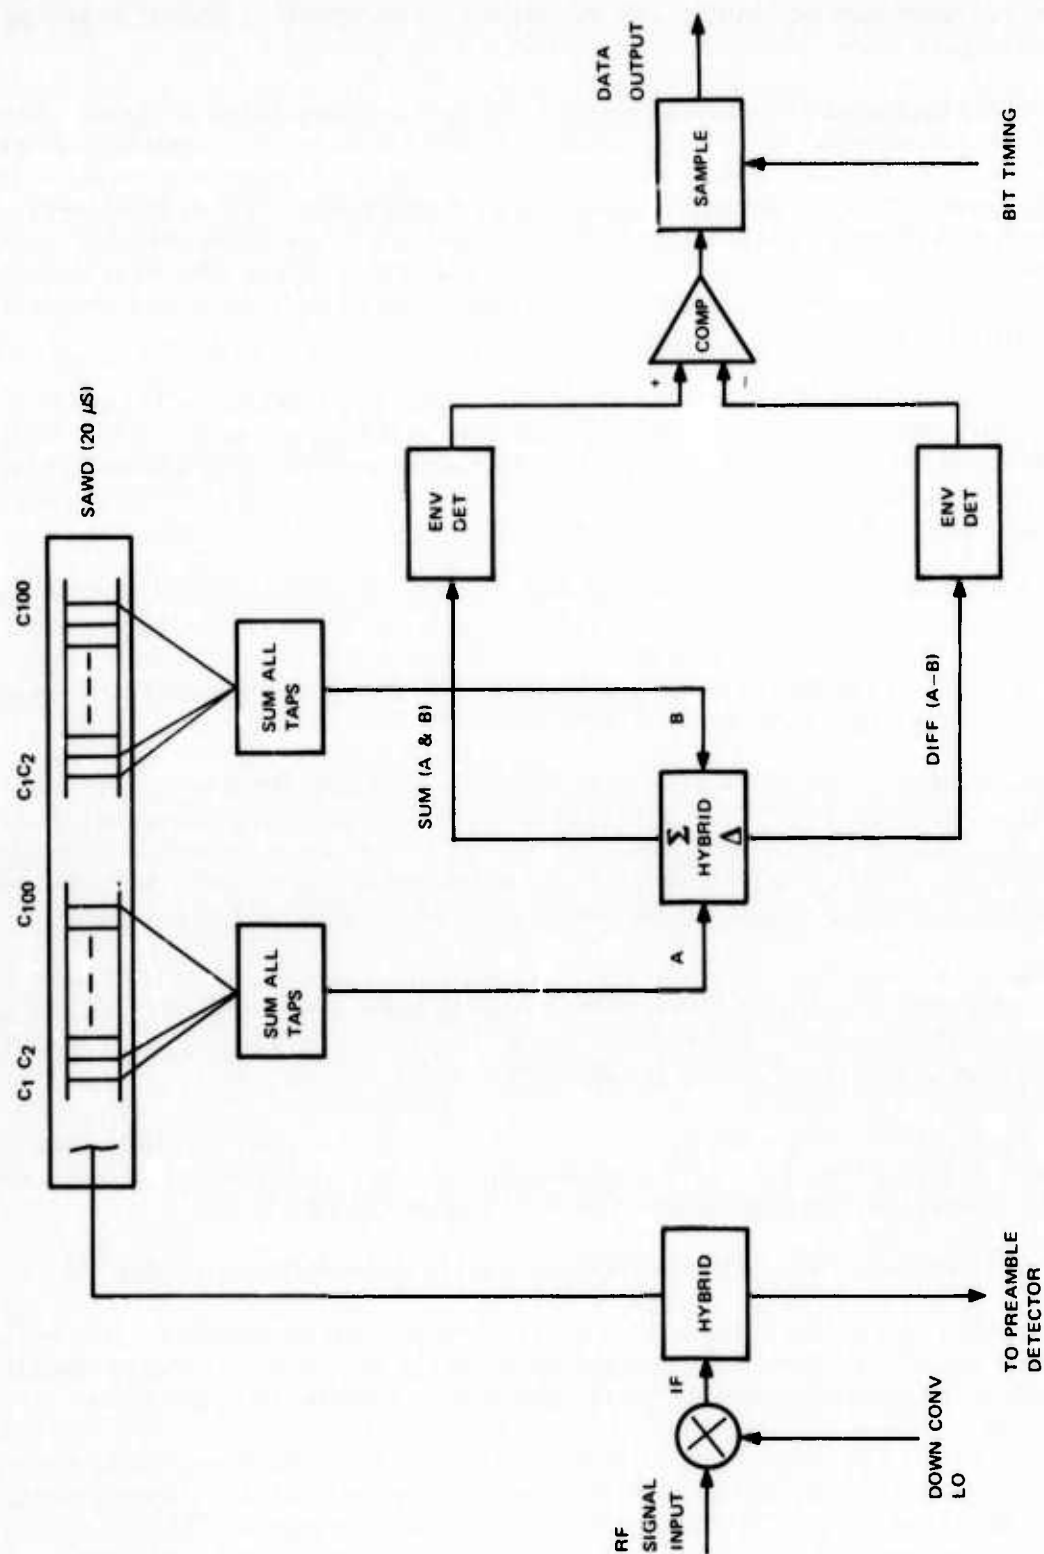 SAWD (20 µS)
C1 C2
C100
C1C2
C100
SUM ALL
TAPS
SUM ALL
TAPS
RF
SIGNAL
INPUT
DOWN CONV
LO
IF
HYBRID
TO PREAMBLE
DETECTOR
A
B
Σ
HYBRID
Δ
SUM (A & B)
DIFF (A-B)
ENV
DET
ENV
DET
+
-
COMP
SAMPLE
BIT TIMING
DATA
OUTPUT